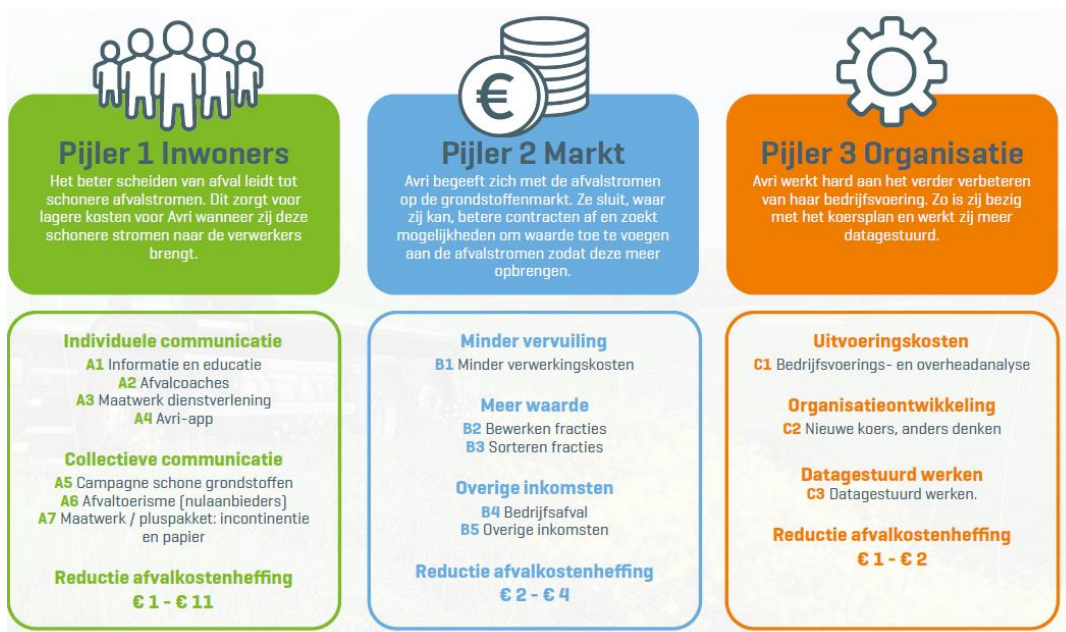 Pijler 1 Inwoners
Het beter scheiden van afval leidt tot
schonere afvalstromen. Dit zorgt voor
lagere kosten voor Avri wanneer zij deze
schonere stromen naar de verwerkers
brengt.
Individuele communicatie
A1 Informatie en educatie
A2 Afvalcoaches
A3 Maatwerk dienstverlening
A4 Avri-app
Collectieve communicatie
A5 Campagne schone grondstoffen
A6 Afvaltoerisme (nulaanbieders)
A7 Maatwerk / pluspakket: incontinentie
en papier
Reductie afvalkostenheffing
€ 1 - € 11
€
Pijler 2 Markt
Avri begeeft zich met de afvalstromen
op de grondstoffenmarkt. Ze sluit, waar
zij kan, betere contracten af en zoekt
mogelijkheden om waarde toe te voegen
aan de afvalstromen zodat deze meer
opbrengen.
Minder vervuiling
B1 Minder verwerkingskosten
Meer waarde
B2 Bewerken fracties
B3 Sorteren fracties
Overige inkomsten
B4 Bedrijfsafval
B5 Overige inkomsten
Reductie afvalkostenheffing
€ 2 - € 4
Pijler 3 Organisatie
Avri werkt hard aan het verder verbeteren
van haar bedrijfsvoering. Zo is zij bezig
met het koersplan en werkt zij meer
datagestuurd.
Uitvoeringskosten
C1 Bedrijfsvoerings- en overheadanalyse
Organisatieontwikkeling
C2 Nieuwe koers, anders denken
Datagestuurd werken
C3 Datagestuurd werken.
Reductie afvalkostenheffing
€ 1 - € 2